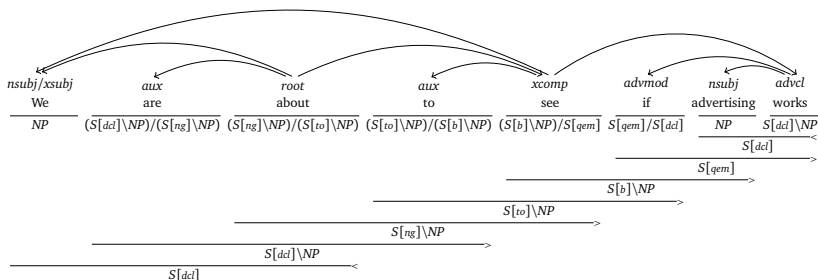 nsubj/xsubj aux root aux xcomp advmod nsubj advcl
We are about to see if advertising works
NP (S[dcl]\NP)/(S[ng]\NP) (S[ng]\NP)/(S[to]\NP) (S[to]\NP)/(S[b]\NP) (S[b]\NP)/S[qem] S[qem]/S[dcl] NP S[dcl]\NP
<
S[dcl]
>
S[qem]
>
S[b]\NP
>
S[to]\NP
>
S[ng]\NP
>
S[dcl]\NP
<
S[dcl]